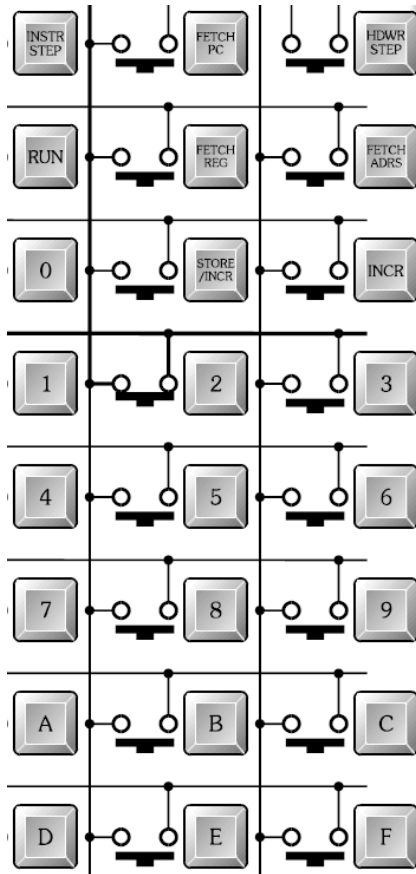 INSTR
STEP
FETCH
PC
HDWR
STEP
RUN
FETCH
REG
FETCH
ADRS
0
STORE
/INCR
INCR
1
2
3
4
5
6
7
8
9
A
B
C
D
E
F